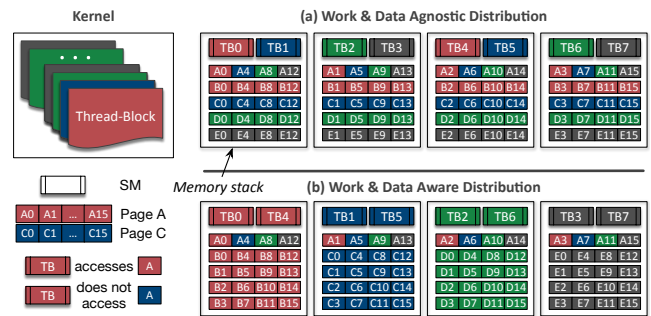 Kernel
Thread-Block
SM
A0 A1 ... A15 Page A
C0 C1 ... C15 Page C
TB accesses A
TB does not access A
(a) Work & Data Agnostic Distribution
TB0 TB1 TB2 TB3 TB4 TB5 TB6 TB7
A0 A4 A8 A12 A1 A5 A9 A13 A2 A6 A10 A14 A3 A7 A11 A15
B0 B4 B8 B12 B1 B5 B9 B13 B2 B6 B10 B14 B3 B7 B11 B15
C0 C4 C8 C12 C1 C5 C9 C13 C2 C6 C10 C14 C3 C7 C11 C15
D0 D4 D8 D12 D1 D5 D9 D13 D2 D6 D10 D14 D3 D7 D11 D15
E0 E4 E8 E12 E1 E5 E9 E13 E2 E6 E10 E14 E3 E7 E11 E15
Memory stack
(b) Work & Data Aware Distribution
TB0 TB4 TB1 TB5 TB2 TB6 TB3 TB7
A0 A4 A8 A12 A1 A5 A9 A13 A2 A6 A10 A14 A3 A7 A11 A15
B0 B4 B8 B12 C0 C4 C8 C12 D0 D4 D8 D12 E0 E4 E8 E12
B1 B5 B9 B13 C1 C5 C9 C13 D1 D5 D9 D13 E1 E5 E9 E13
B2 B6 B10 B14 C2 C6 C10 C14 D2 D6 D10 D14 E2 E6 E10 E14
B3 B7 B11 B15 C3 C7 C11 C15 D3 D7 D11 D15 E3 E7 E11 E15